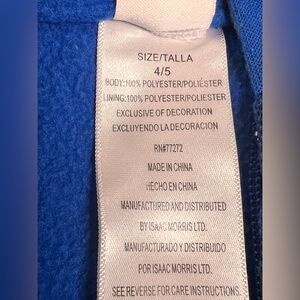 SIZE/TALLA
4/5
BODY:100% POLYESTER/POLIÉSTER
LINING:100% POLYESTER/POLIESTER
EXCLUSIVE OF DECORATION
EXCLUYENDO LA DECORACION
RN#77272
MADE IN CHINA
HECHO EN CHINA
MANUFACTURED AND DISTRIBUTED
BY ISAAC MORRIS LTD.
MANUFACTURADO Y DISTRIBUIDO
POR ISAAC MORRIS LTD.
SEE REVERSE FOR CARE INSTRUCTIONS.